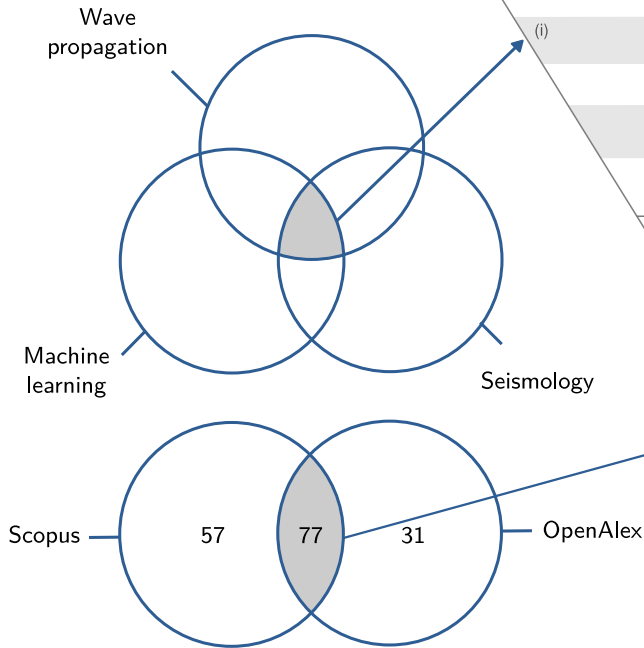 Wave
propagation
(i)
Machine
learning
Seismology
Scopus
57
77
31
OpenAlex